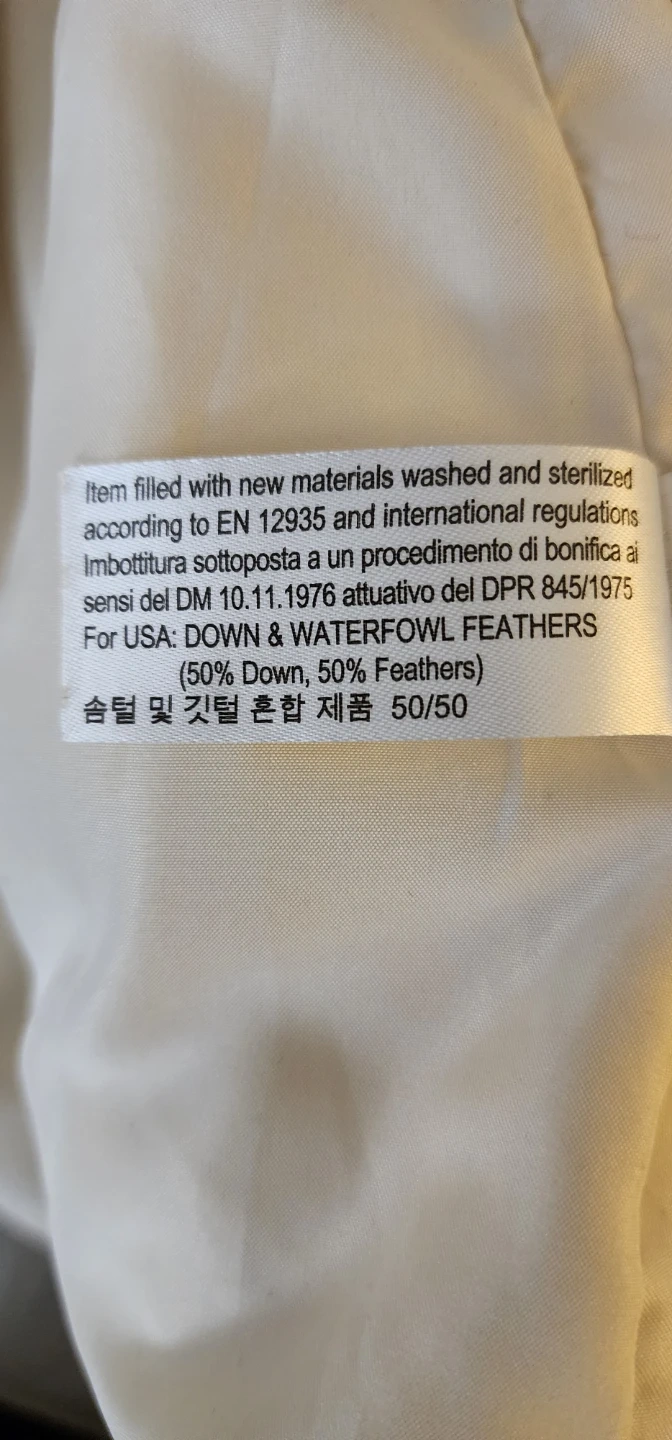 Item filled with new materials washed and sterilized
according to EN 12935 and international regulations
Imbottitura sottoposta a un procedimento di bonifica ai
sensi del DM 10.11.1976 attuativo del DPR 845/1975
For USA: DOWN & WATERFOWL FEATHERS
(50% Down, 50% Feathers)
솜털 및 깃털 혼합 제품 50/50